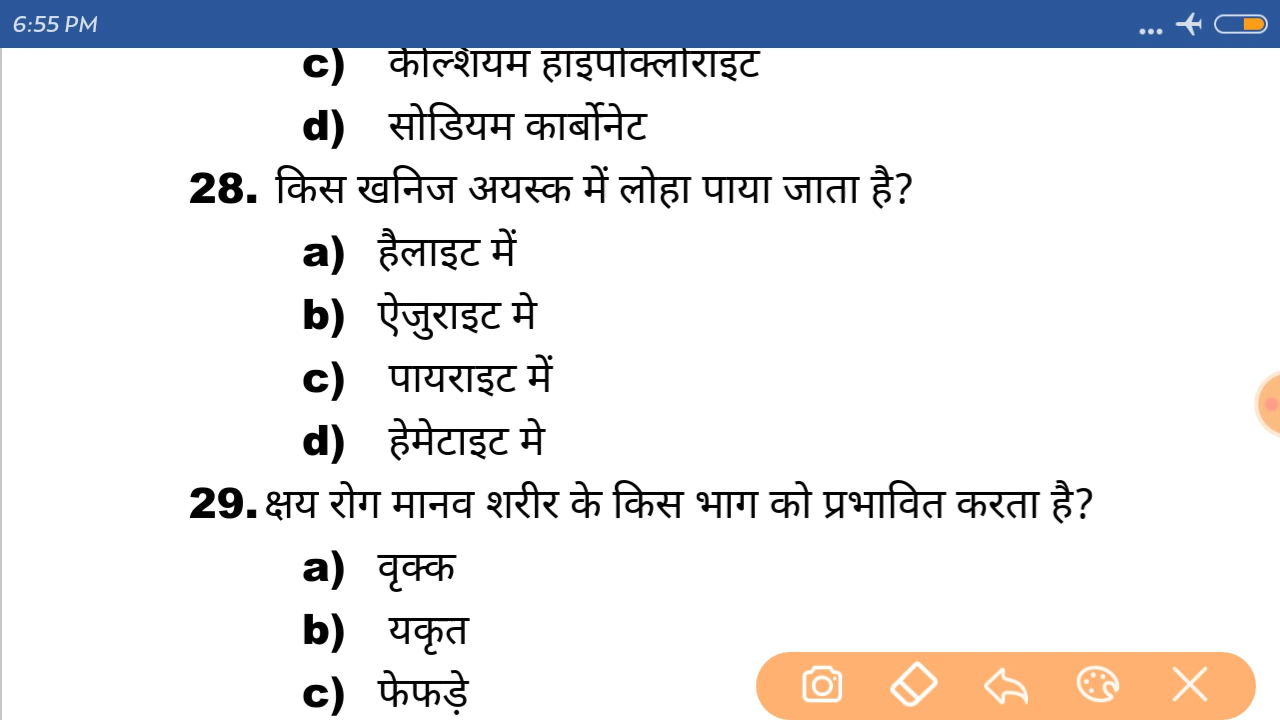 6:55 PM
c) केल्शियम हाइपोक्लोराइट
d) सोडियम कार्बोनेट
28. किस खनिज अयस्क में लोहा पाया जाता है?
a) हैलाइट में
b) ऐजुराइट मे
c) पायराइट में
d) हेमेटाइट मे
29. क्षय रोग मानव शरीर के किस भाग को प्रभावित करता है?
a) वृक्क
b) यकृत
c) फेफड़े